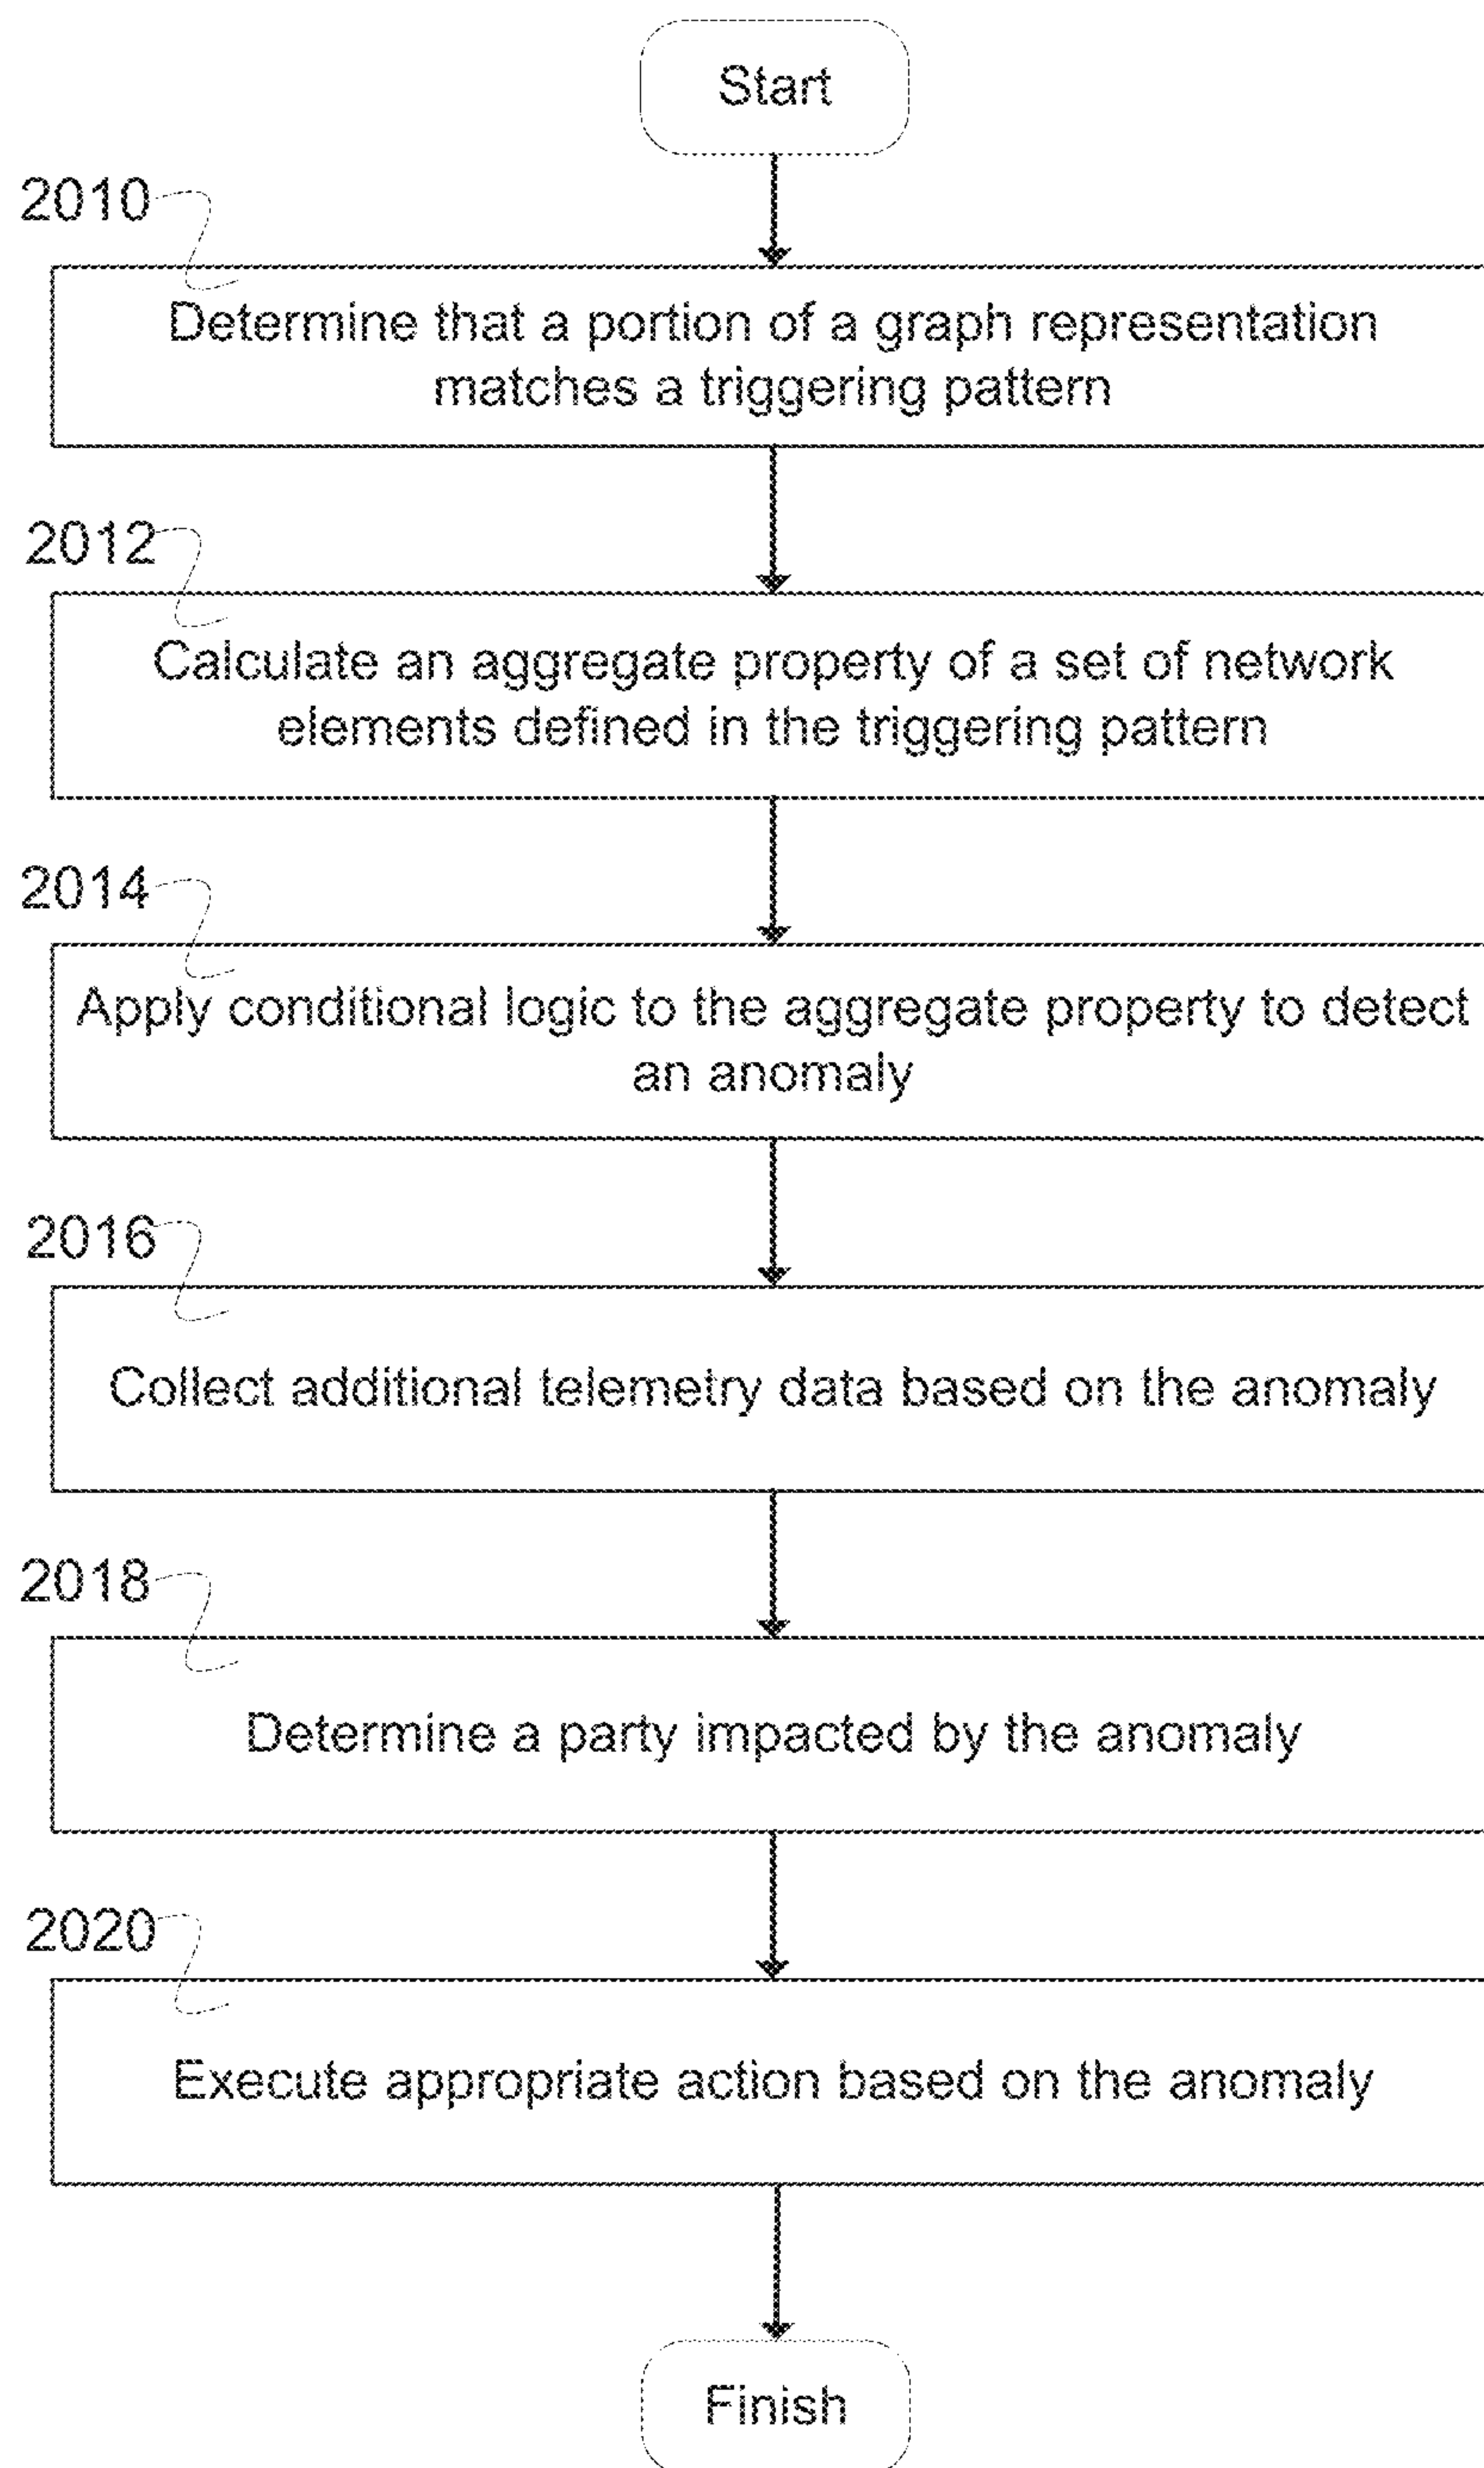 Start
2010
Determine that a portion of a graph representation
matches a triggering pattern
2012
Calculate an aggregate property of a set of network
elements defined in the triggering pattern
2014
Apply conditional logic to the aggregate property to detect
an anomaly
2016
Collect additional telemetry data based on the anomaly
2018
Determine a party impacted by the anomaly
2020
Execute appropriate action based on the anomaly
Finish